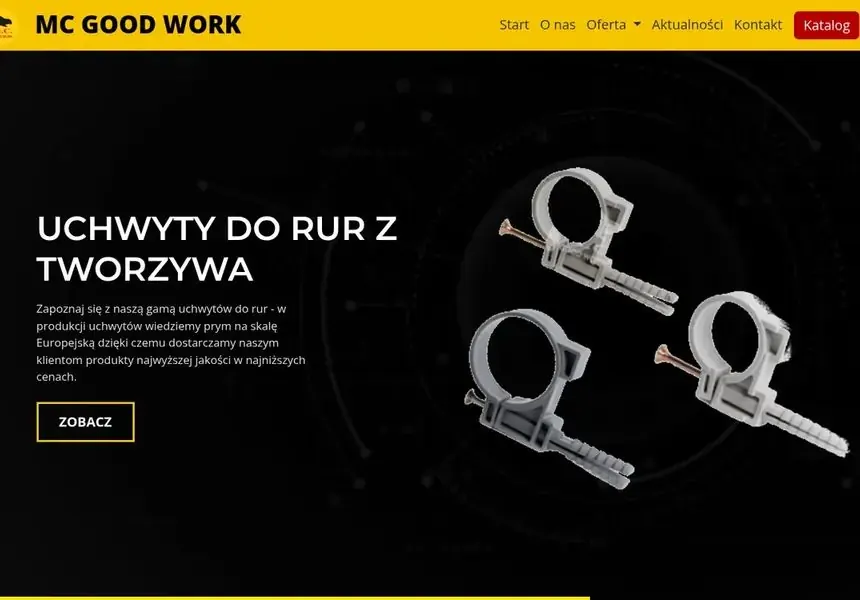 MC GOOD WORK
Start O nas Oferta Aktualności Kontakt Katalog
UCHWYTY DO RUR Z
TWORZYWA
Zapoznaj się z naszą gamą uchwytów do rur - w
produkcji uchwytów wiedziemy prym na skalę
Europejską dzięki czemu dostarczamy naszym
klientom produkty najwyższej jakości w najniższych
cenach.
ZOBACZ